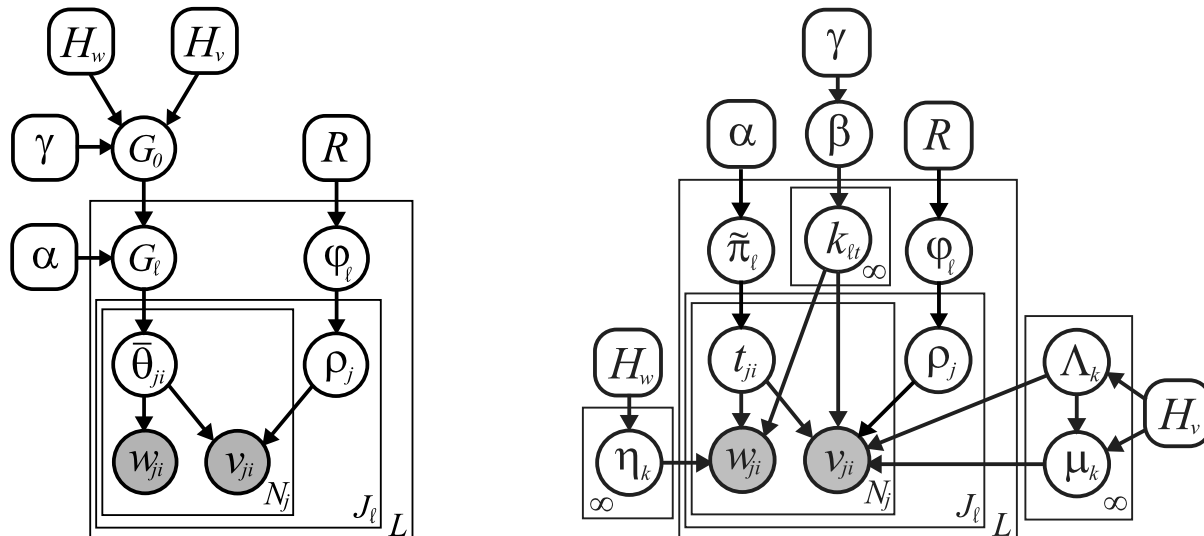 H_w H_v
γ G_0 R
α G_ℓ φ_ℓ
θ̄_ji ρ_j
w_ji v_ji
N_j
J_ℓ
L
γ
α β R
π̃_ℓ k_ℓt φ_ℓ
∞
H_w t_ji ρ_j Λ_k
H_v
η_k w_ji v_ji μ_k
∞ N_j ∞
J_ℓ
L